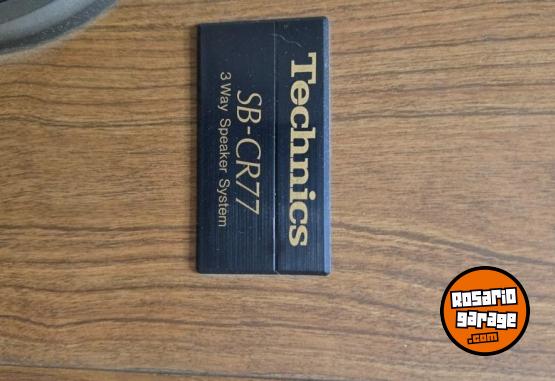 Technics
SB-CR77
3 Way Speaker System
Rosario
garage
.com